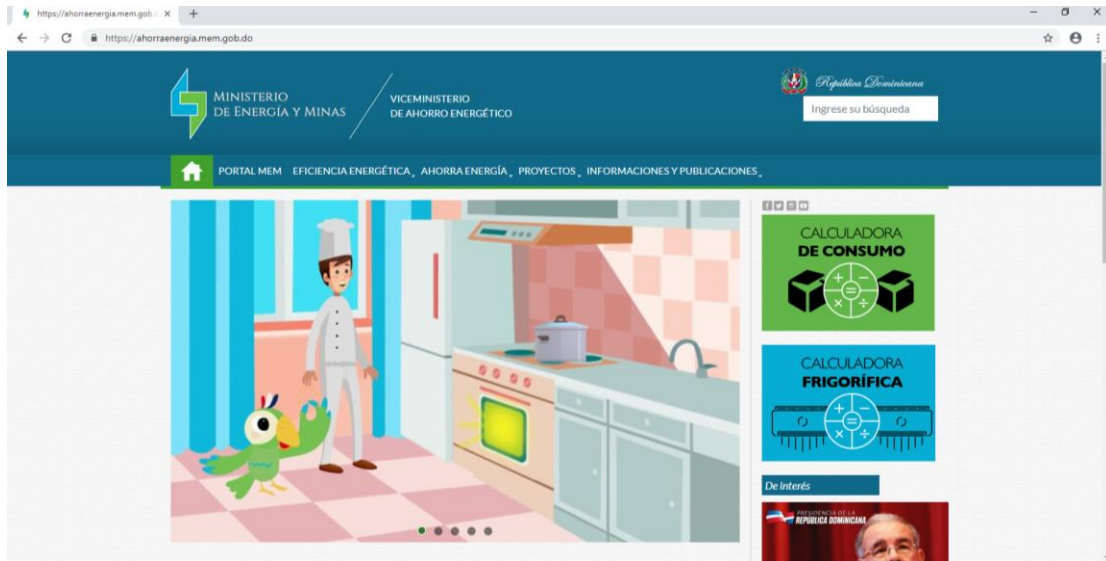 https://ahorraenergia.mem.gob.
https://ahorraenergia.mem.gob.do
MINISTERIO
DE ENERGÍA Y MINAS
VICEMINISTERIO
DE AHORRO ENERGÉTICO
República Dominicana
Ingrese su búsqueda
PORTAL MEM EFICIENCIA ENERGÉTICA AHORRA ENERGÍA PROYECTOS INFORMACIONES Y PUBLICACIONES
CALCULADORA
DE CONSUMO
CALCULADORA
FRIGORÍFICA
De interés
PRESIDENCIA DE LA
REPÚBLICA DOMINICANA